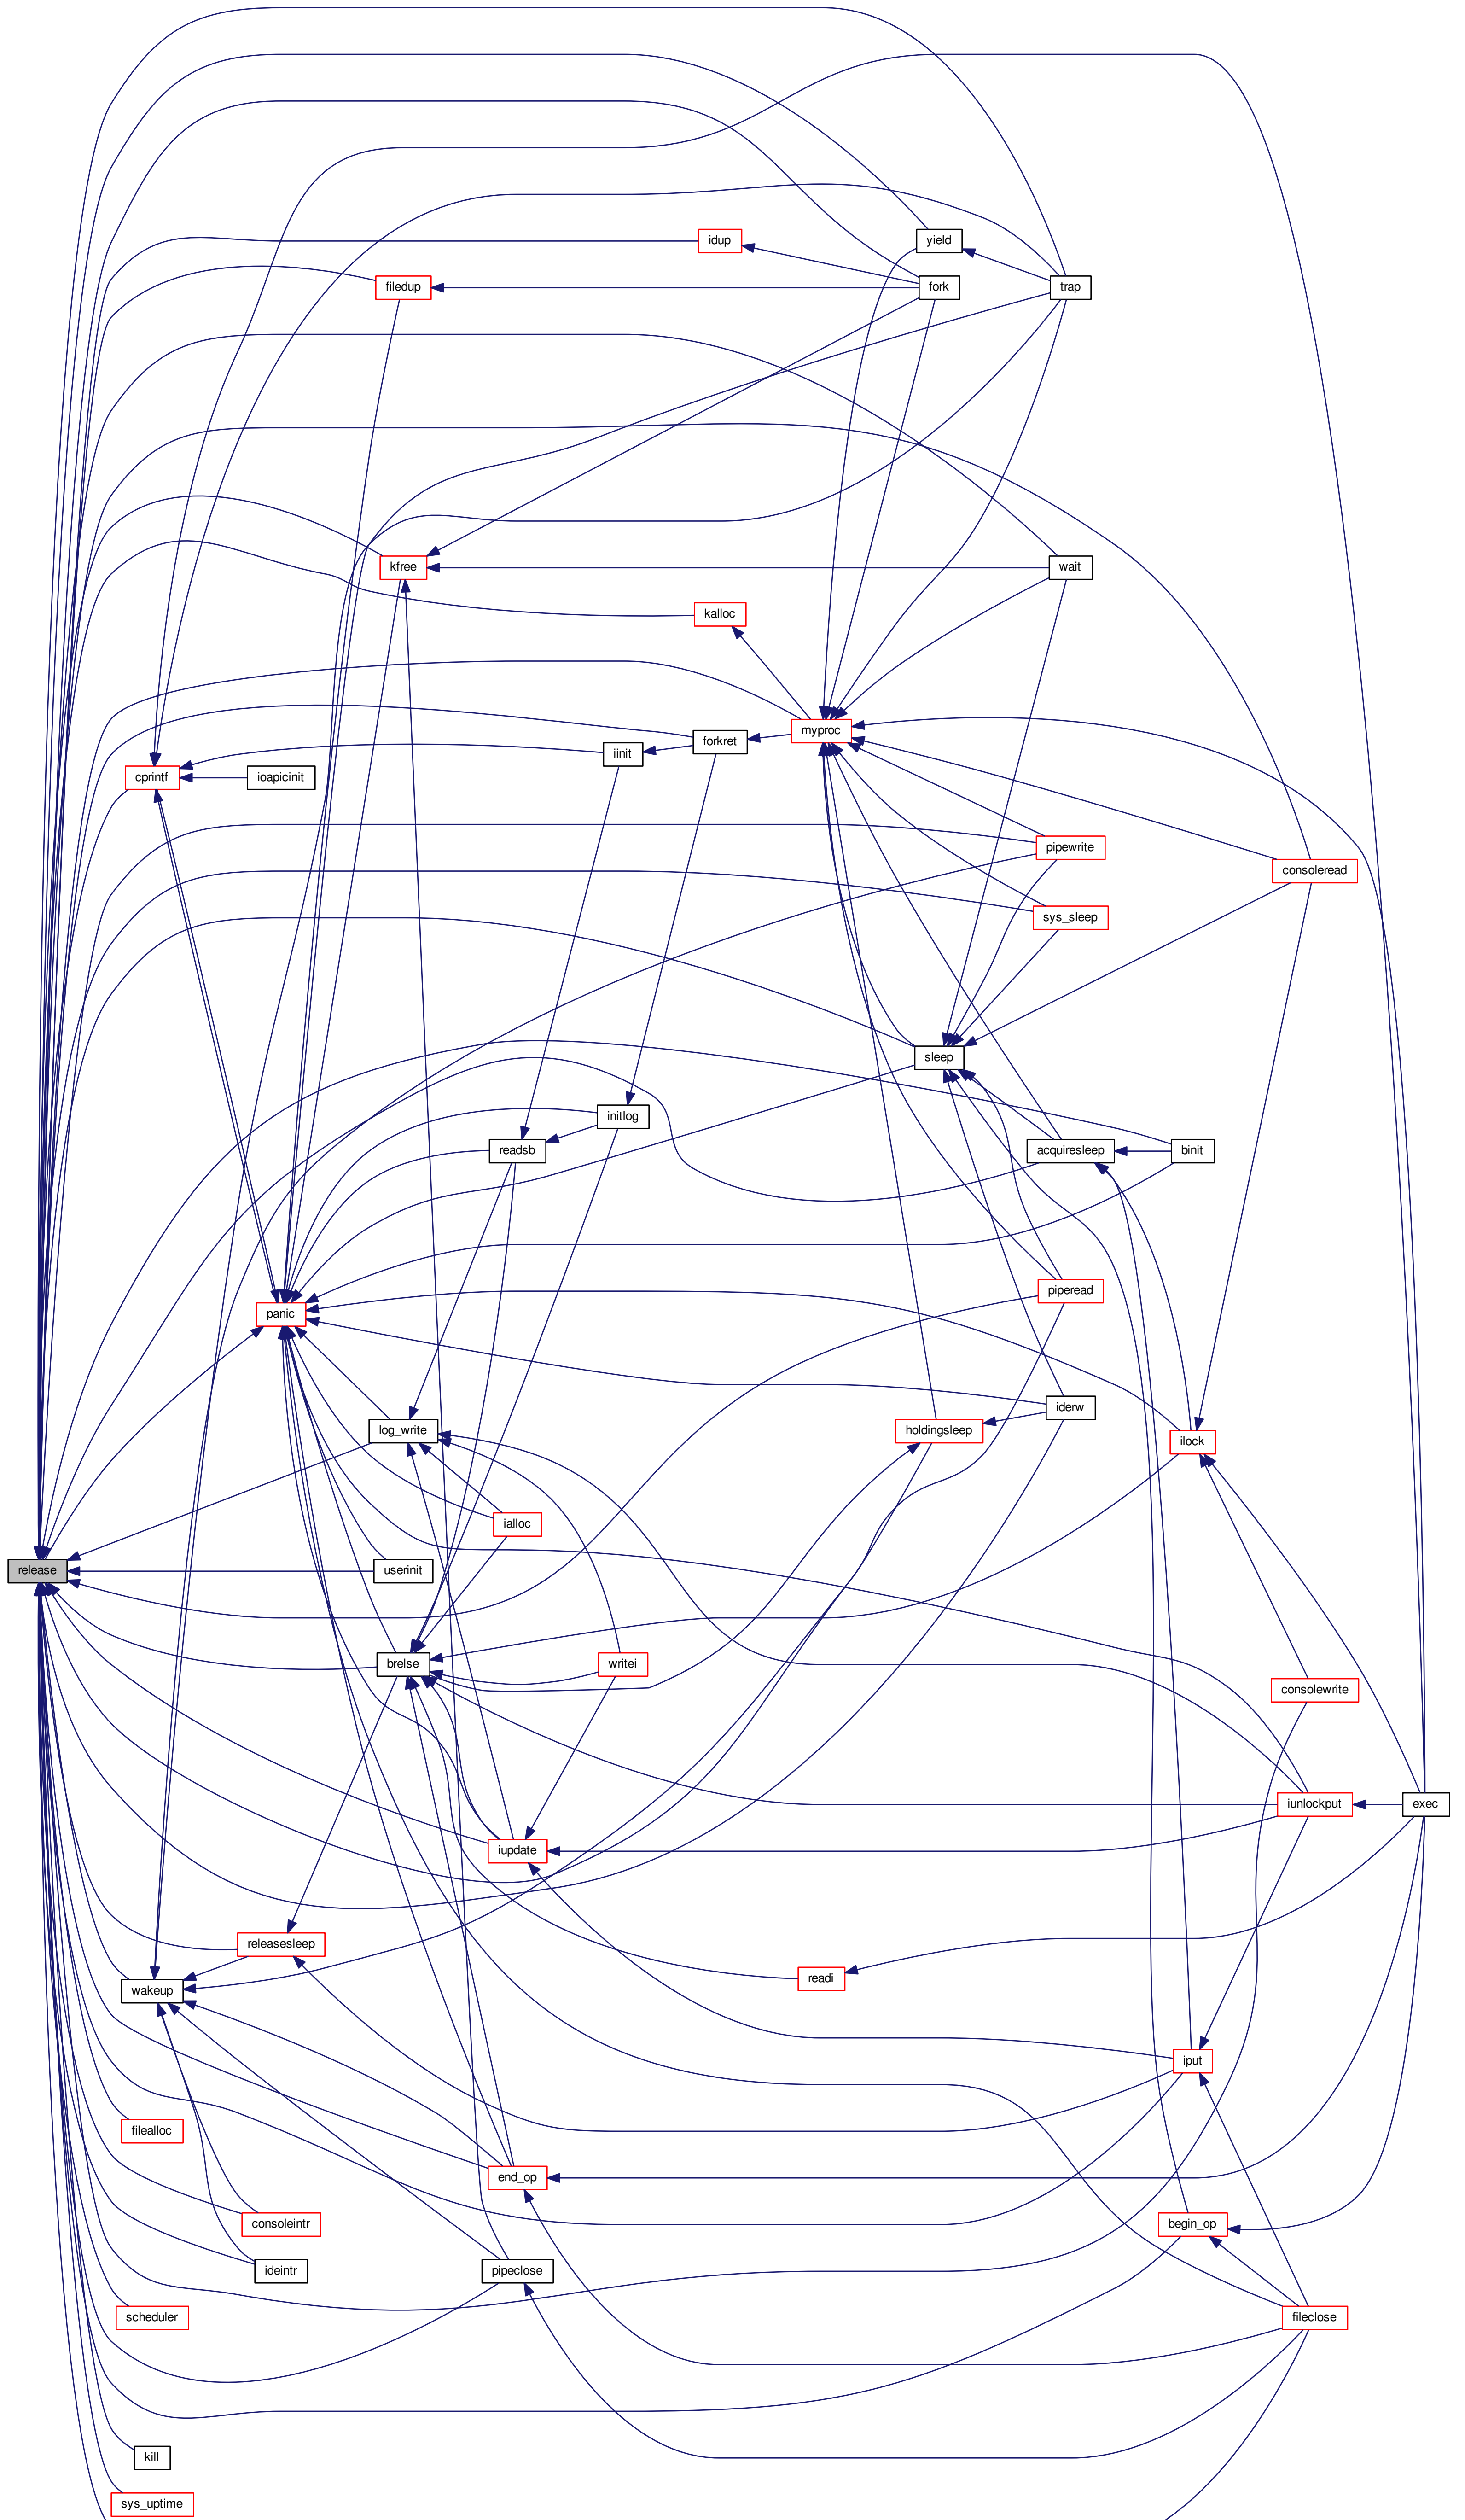 yield
idup
filedup
fork
trap
kfree
wait
kalloc
myproc
forkret
iinit
cprintf
ioapicinit
pipewrite
consoleread
sys_sleep
sleep
initlog
readsb
acquiresleep
binit
piperead
panic
iderw
log_write
holdingsleep
ilock
ialloc
release
userinit
brelse
writei
consolewrite
iunlockput
exec
iupdate
releasesleep
readi
wakeup
iput
filealloc
end_op
consoleintr
begin_op
ideintr
pipeclose
scheduler
fileclose
kill
sys_uptime